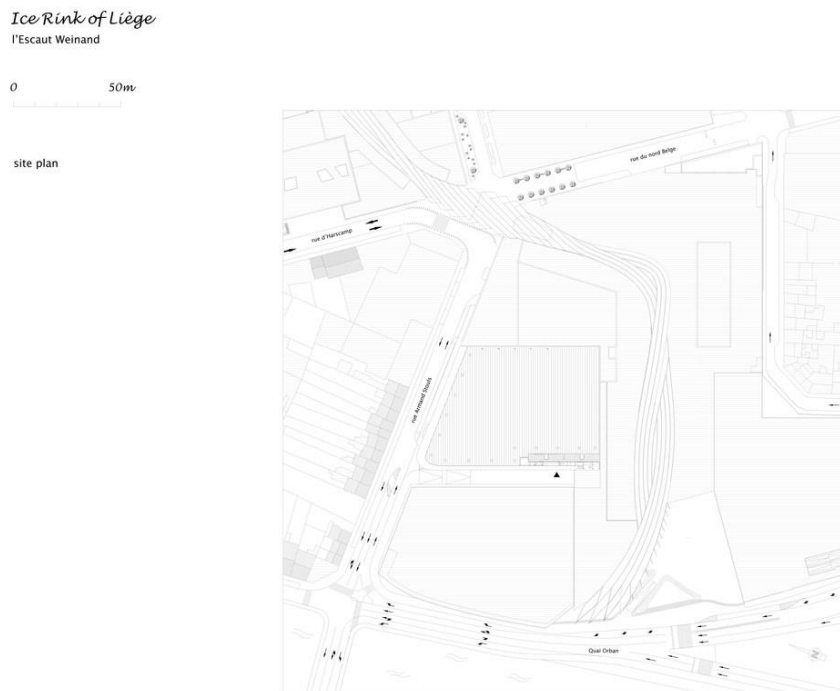 Ice Rink of Liège
l'Escaut Weinand
0 50m
site plan
rue du nord Belge
rue d'Harscamp
rue Armand Stouls
Quai Orban
N